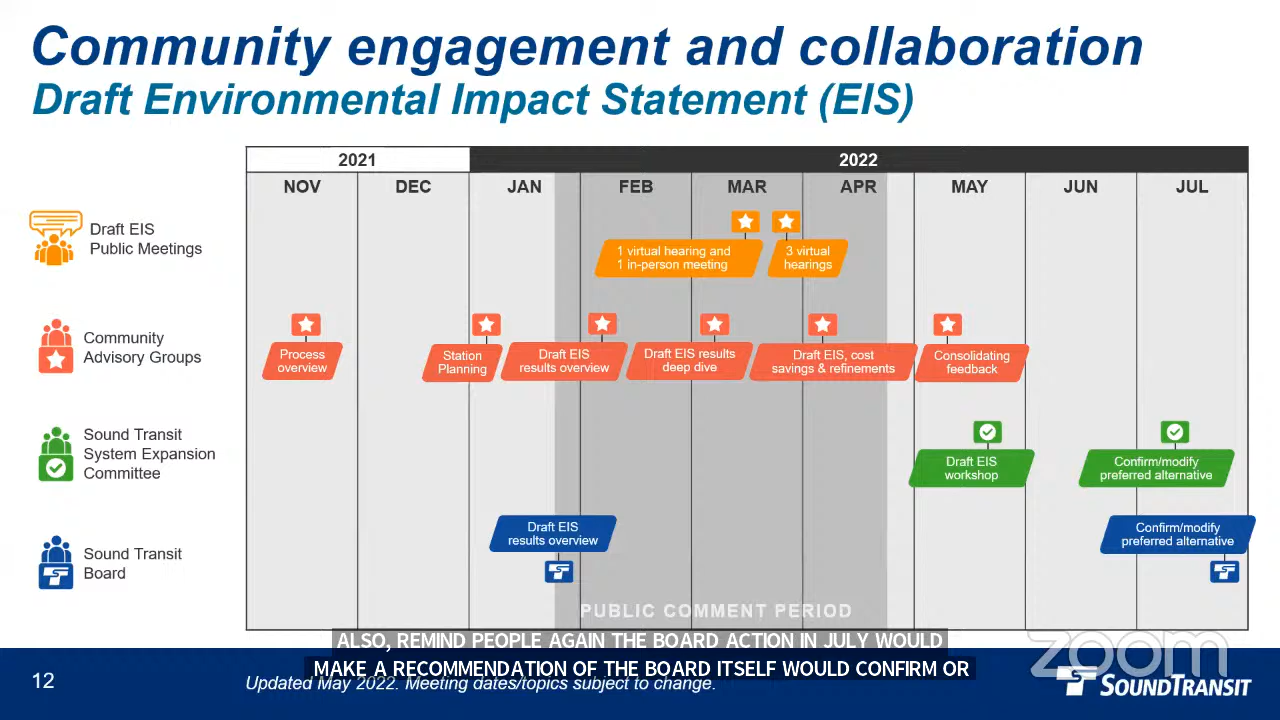 Community engagement and collaboration
Draft Environmental Impact Statement (EIS)
2021
2022
NOV
DEC
JAN
FEB
MAR
APR
MAY
JUN
JUL
Draft EIS
Public Meetings
1 virtual hearing and
1 in-person meeting
3 virtual
hearings
Community
Advisory Groups
Process
overview
Station
Planning
Draft EIS
results overview
Draft EIS results
deep dive
Draft EIS, cost
savings & refinements
Consolidating
feedback
Sound Transit
System Expansion
Committee
Draft EIS
workshop
Confirm/modify
preferred alternative
Sound Transit
Board
Draft EIS
results overview
Confirm/modify
preferred alternative
PUBLIC COMMENT PERIOD
ALSO, REMIND PEOPLE AGAIN THE BOARD ACTION IN JULY WOULD
MAKE A RECOMMENDATION OF THE BOARD ITSELF WOULD CONFIRM OR
12
Updated May 2022. Meeting dates/topics subject to change.
zoom
SOUNDTRANSIT